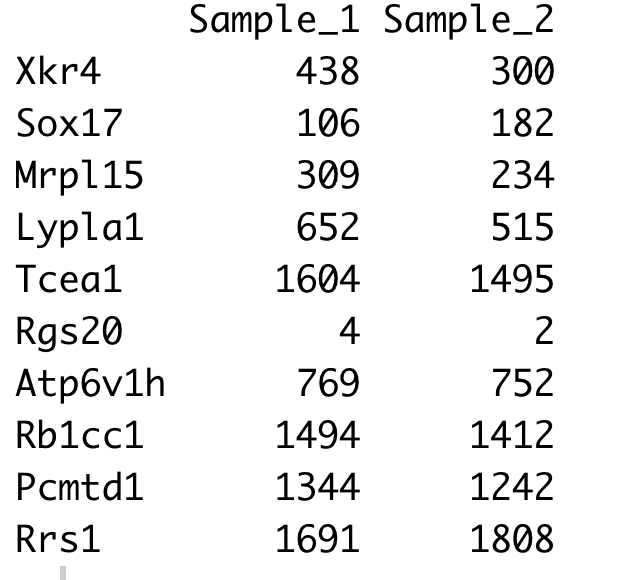 Sample_1 Sample_2
Xkr4 438 300
Sox17 106 182
Mrpl15 309 234
Lypla1 652 515
Tcea1 1604 1495
Rgs20 4 2
Atp6v1h 769 752
Rb1cc1 1494 1412
Pcmtd1 1344 1242
Rrs1 1691 1808